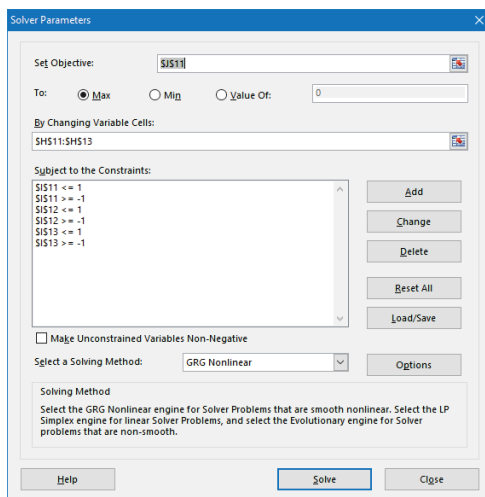 Solver Parameters
Set Objective: $J$11
To: Max Min Value Of: 0
By Changing Variable Cells:
$H$11:$H$13
Subject to the Constraints:
$I$11 <= 1
$I$11 >= -1
$I$12 <= 1
$I$12 >= -1
$I$13 <= 1
$I$13 >= -1
Add
Change
Delete
Reset All
Load/Save
Make Unconstrained Variables Non-Negative
Select a Solving Method: GRG Nonlinear Options
Solving Method
Select the GRG Nonlinear engine for Solver Problems that are smooth nonlinear. Select the LP
Simplex engine for linear Solver Problems, and select the Evolutionary engine for Solver
problems that are non-smooth.
Help Solve Close